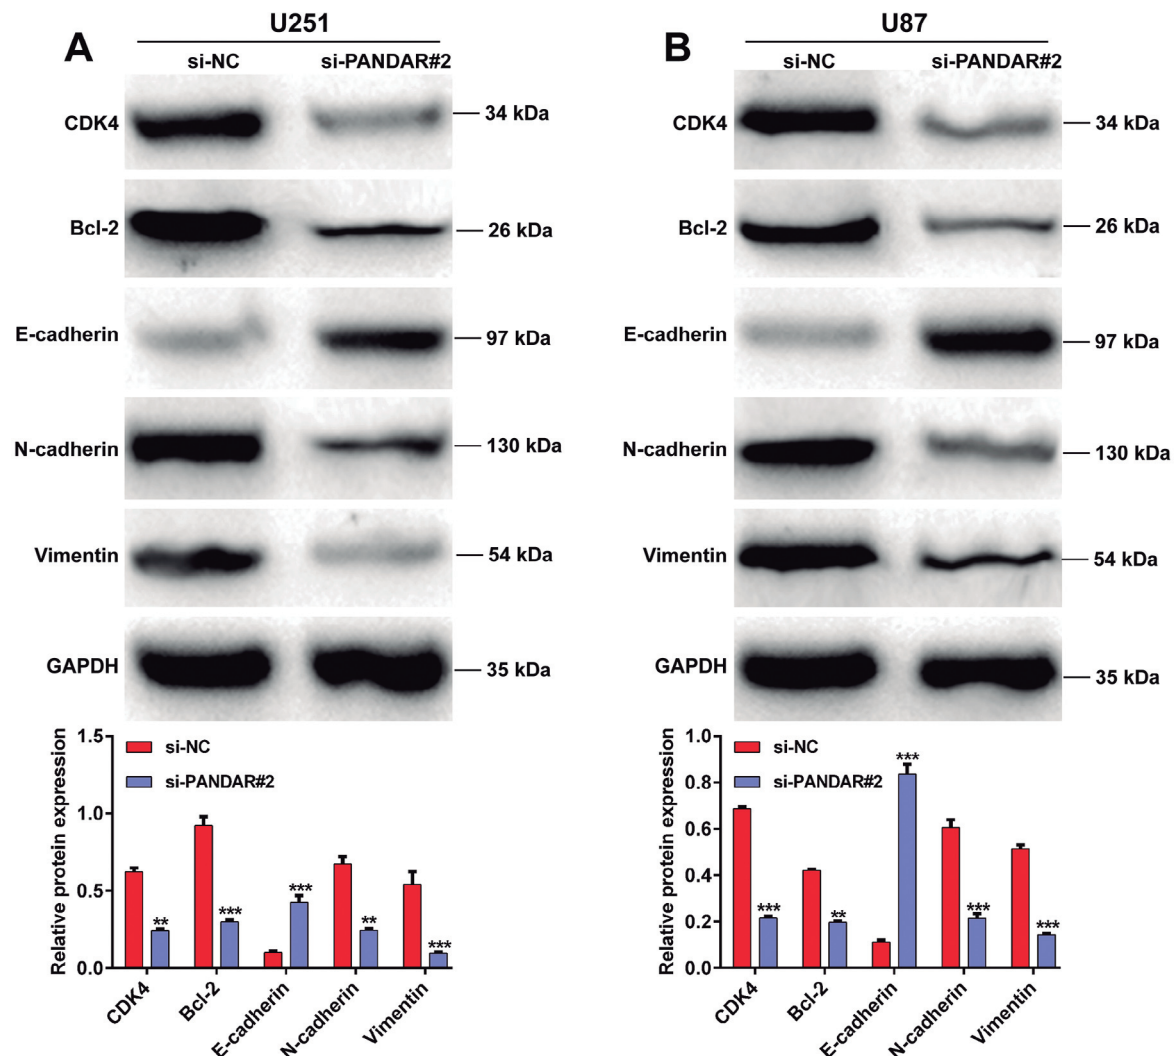 A
U251
si-NC si-PANDAR#2
CDK4
34 kDa
Bcl-2
26 kDa
E-cadherin
97 kDa
N-cadherin
130 kDa
Vimentin
54 kDa
GAPDH
35 kDa
Relative protein expression
1.5
1.0
0.5
0.0
si-NC
si-PANDAR#2
** *** *** ** ***
CDK4
Bcl-2
E-cadherin
N-cadherin
Vimentin
B
U87
si-NC si-PANDAR#2
CDK4
34 kDa
Bcl-2
26 kDa
E-cadherin
97 kDa
N-cadherin
130 kDa
Vimentin
54 kDa
GAPDH
35 kDa
Relative protein expression
1.0
0.8
0.6
0.4
0.2
0.0
si-NC
si-PANDAR#2
*** ** *** *** ***
CDK4
Bcl-2
E-cadherin
N-cadherin
Vimentin